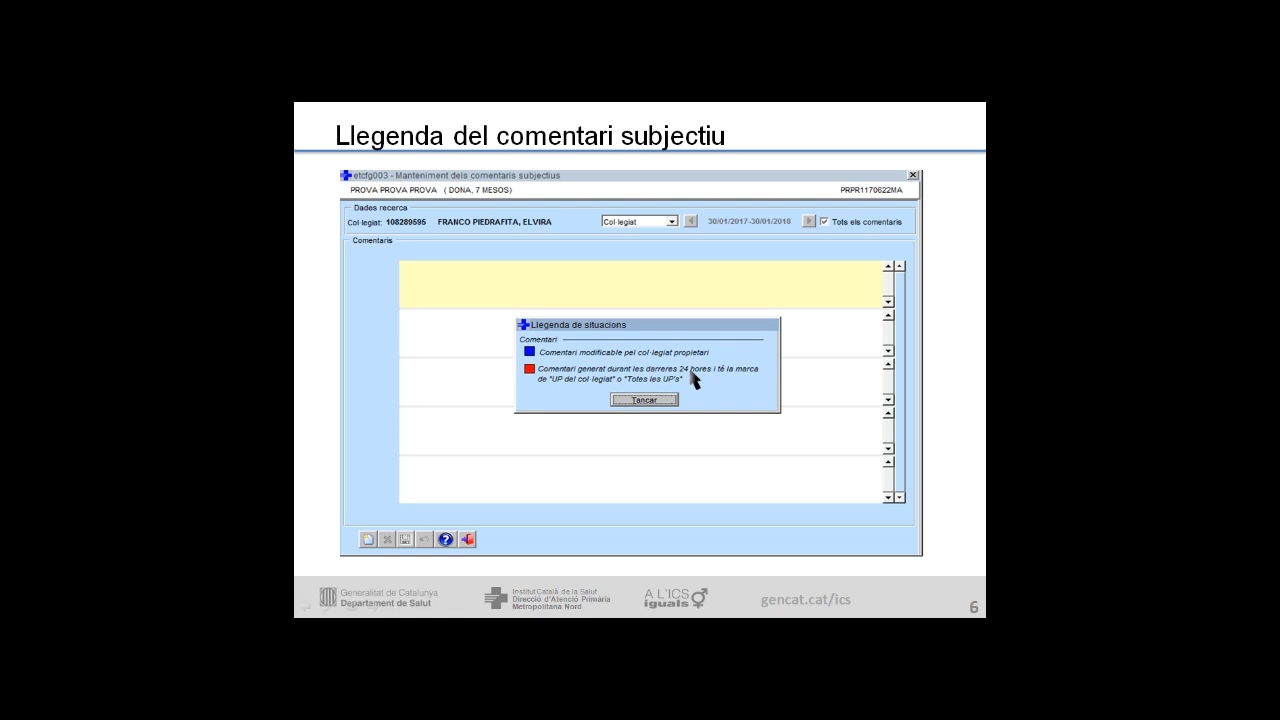 Llegenda del comentari subjectiu
etcfg003 - Manteniment dels comentaris subjectius
PROVA PROVA PROVA ( DONA, 7 MESOS) PRPR1170622MA
Dades recerca
Col·legiat: 108289595 FRANCO PIEDRAFITA, ELVIRA Col·legiat 30/01/2017-30/01/2018 Tots els comentaris
Comentaris
Llegenda de situacions
Comentari
Comentari modificable pel col·legiat propietari
Comentari generat durant les darreres 24 hores i té la marca
de "UP del col·legiat" o "Totes les UP's"
Tancar
Generalitat de Catalunya
Departament de Salut
Institut Català de la Salut
Direcció d'Atenció Primària
Metropolitana Nord
A L'ICS
iguals
gencat.cat/ics
6